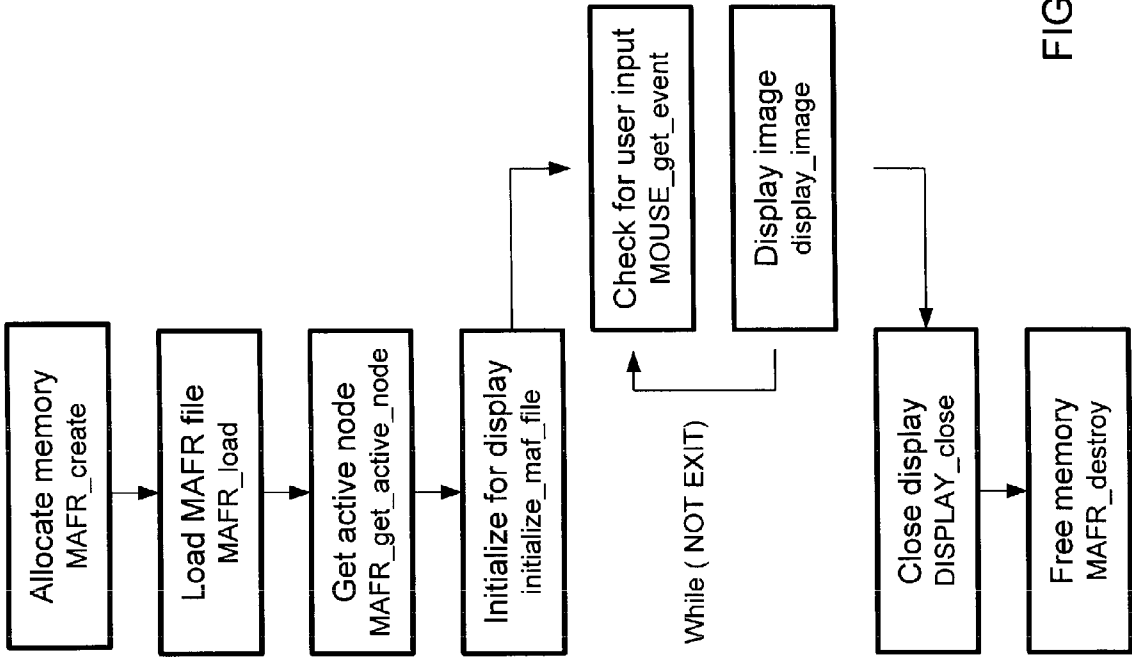 Allocate memory
MAFR_create
Load MAFR file
MAFR_load
Get active node
MAFR_get_active_node
Initialize for display
initialize_maf_file
Check for user input
MOUSE_get_event
While ( NOT EXIT)
Display image
display_image
Close display
DISPLAY_close
Free memory
MAFR_destroy
FIG